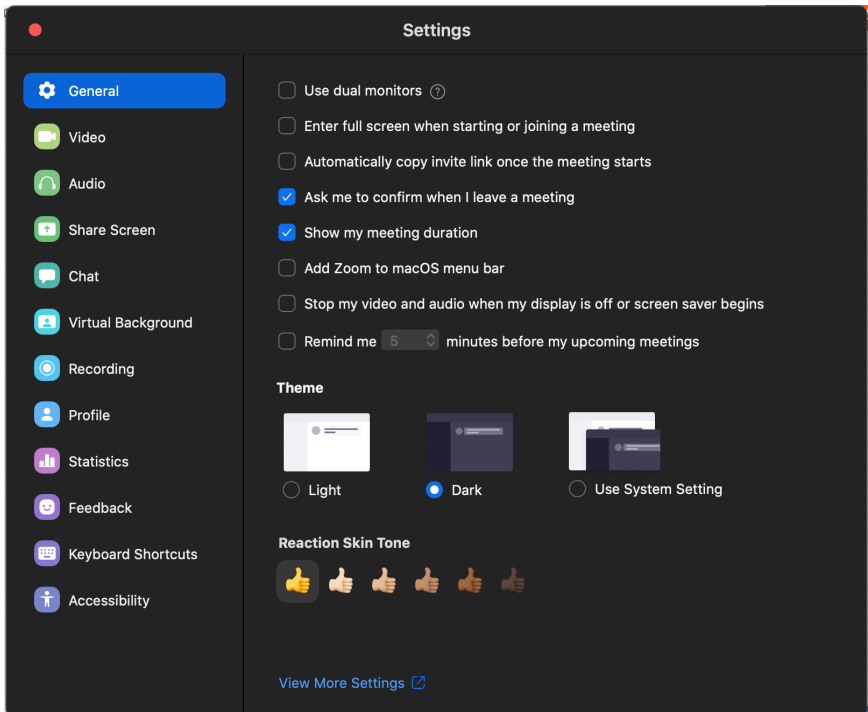 Settings
General
Video
Audio
Share Screen
Chat
Virtual Background
Recording
Profile
Statistics
Feedback
Keyboard Shortcuts
Accessibility
Use dual monitors ?
Enter full screen when starting or joining a meeting
Automatically copy invite link once the meeting starts
Ask me to confirm when I leave a meeting
Show my meeting duration
Add Zoom to macOS menu bar
Stop my video and audio when my display is off or screen saver begins
Remind me 5 minutes before my upcoming meetings
Theme
Light Dark Use System Setting
Reaction Skin Tone
View More Settings